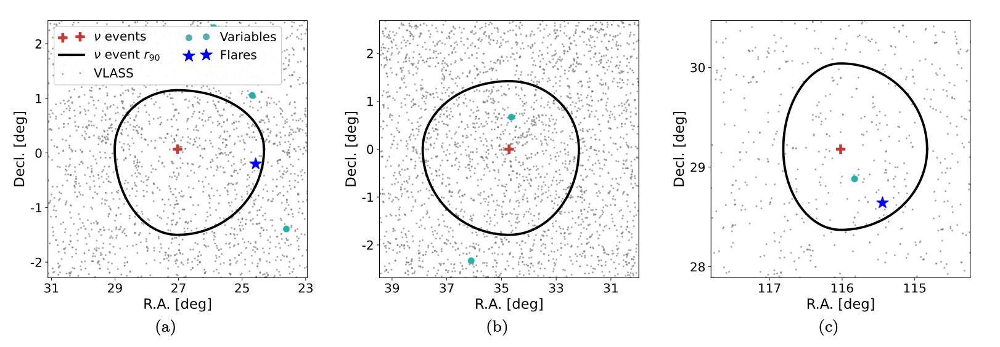 ν events
ν event r90
VLASS
Variables
Flares
2
1
0
-1
-2
Decl. [deg]
31 29 27 25 23
R.A. [deg]
(a)
2
1
0
-1
-2
Decl. [deg]
39 37 35 33 31
R.A. [deg]
(b)
30
29
28
Decl. [deg]
117 116 115
R.A. [deg]
(c)